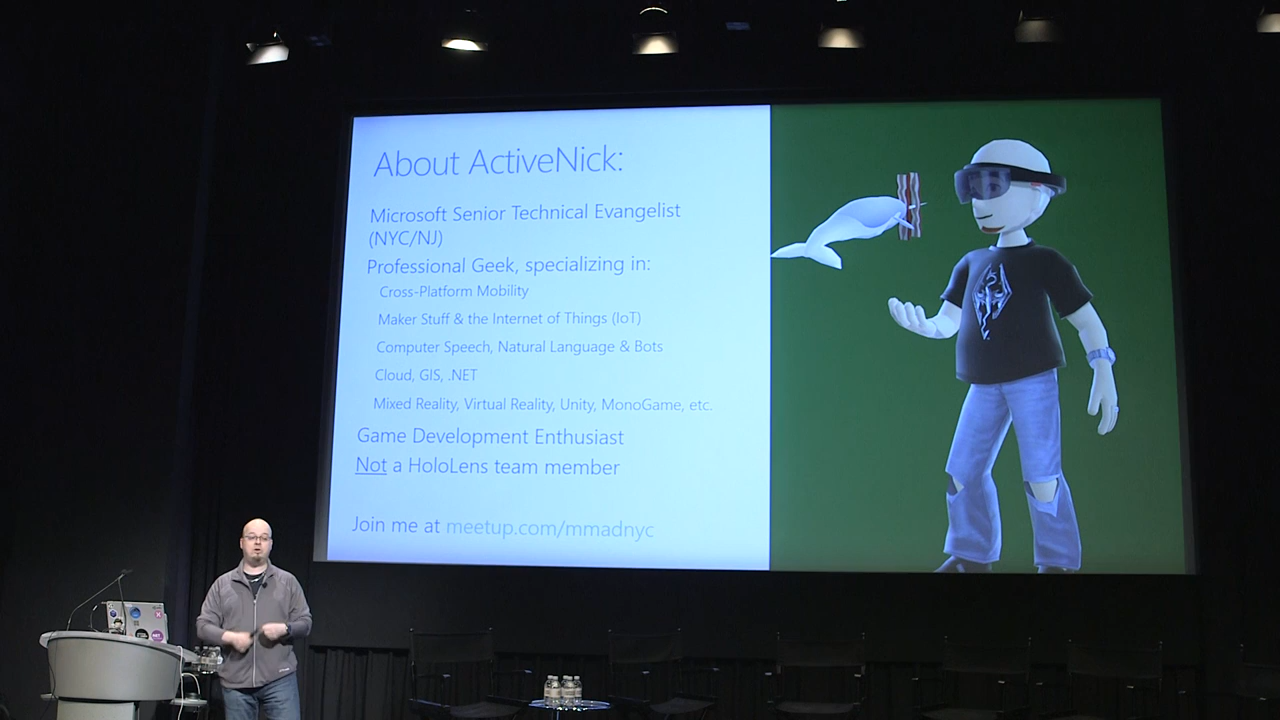 About ActiveNick:
Microsoft Senior Technical Evangelist
(NYC/NJ)
Professional Geek, specializing in:
Cross-Platform Mobility
Maker Stuff & the Internet of Things (IoT)
Computer Speech, Natural Language & Bots
Cloud, GIS, .NET
Mixed Reality, Virtual Reality, Unity, MonoGame, etc.
Game Development Enthusiast
Not a HoloLens team member
Join me at meetup.com/mmadnyc